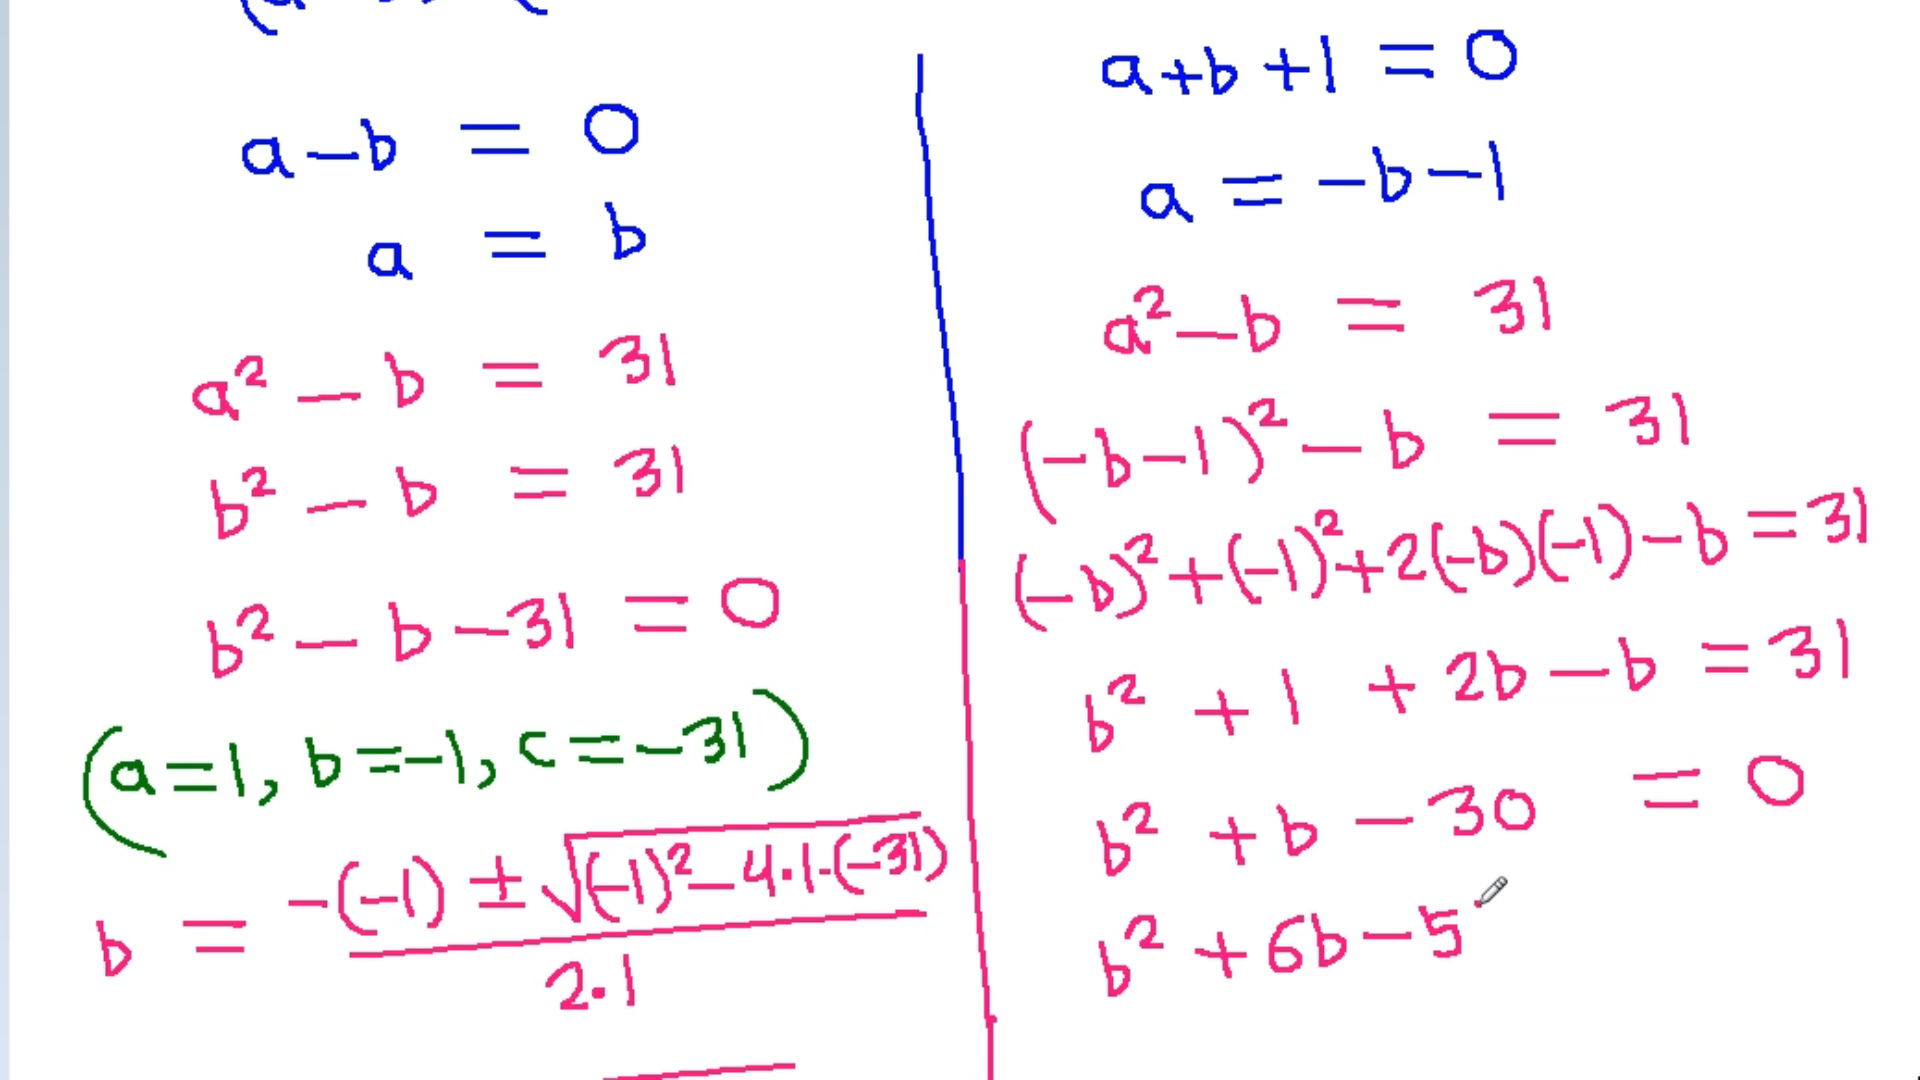 a - b = 0
a = b
a² - b = 31
b² - b = 31
b² - b - 31 = 0
(a = 1, b = -1, c = -31)
b = (-(-1) ± √((-1)² - 4·1·(-31))) / (2·1)
a + b + 1 = 0
a = -b - 1
a² - b = 31
(-b - 1)² - b = 31
(-b)² + (-1)² + 2(-b)(-1) - b = 31
b² + 1 + 2b - b = 31
b² + b - 30 = 0
b² + 6b - 5